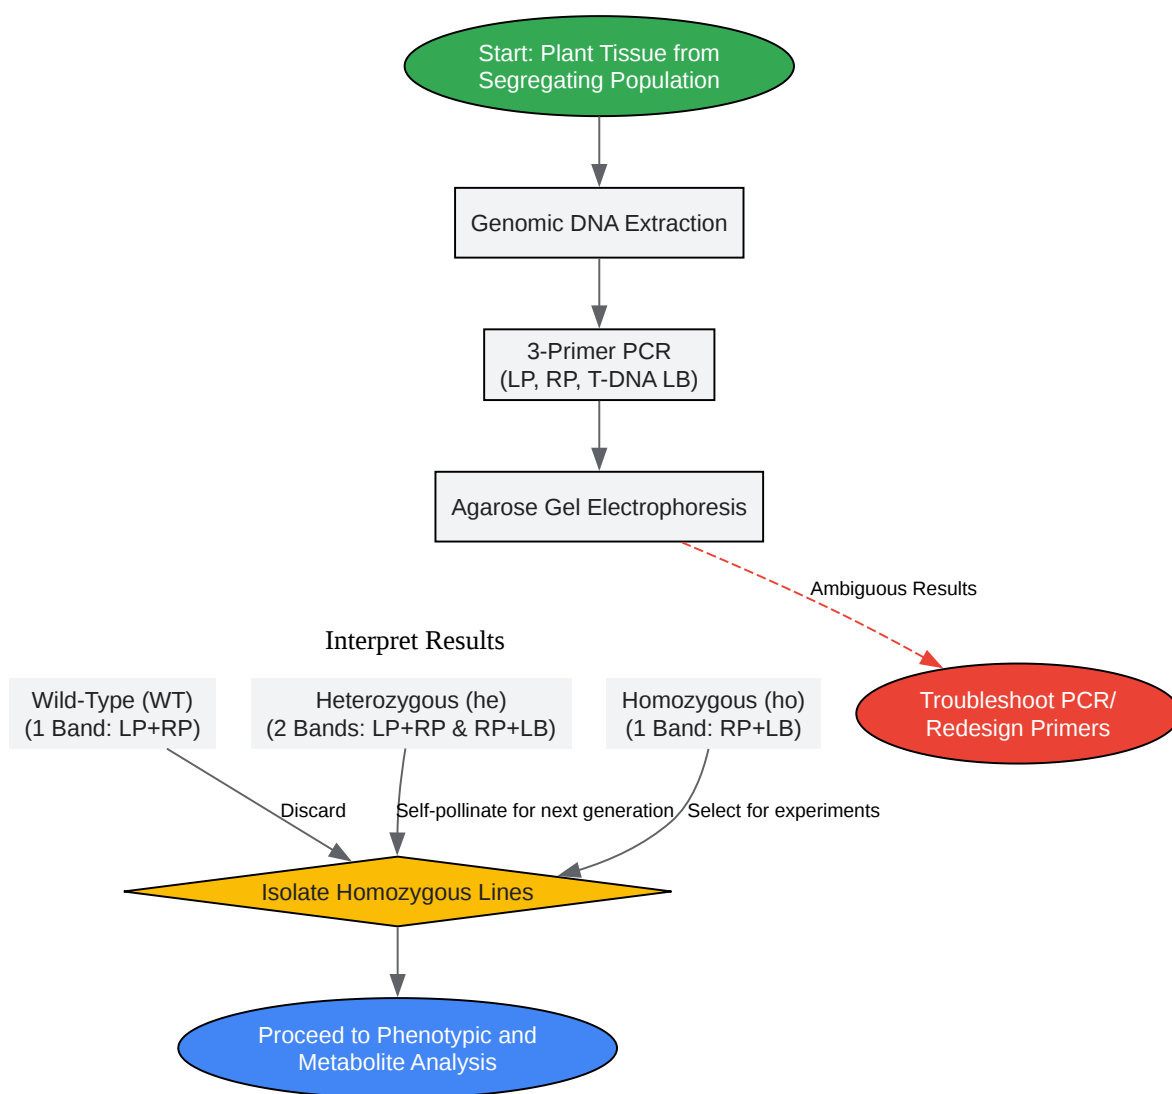 Start: Plant Tissue from
Segregating Population
Genomic DNA Extraction
3-Primer PCR
(LP, RP, T-DNA LB)
Agarose Gel Electrophoresis
Ambiguous Results
Interpret Results
Wild-Type (WT)
(1 Band: LP+RP)
Heterozygous (he)
(2 Bands: LP+RP & RP+LB)
Homozygous (ho)
(1 Band: RP+LB)
Troubleshoot PCR/
Redesign Primers
Discard
Self-pollinate for next generation
Select for experiments
Isolate Homozygous Lines
Proceed to Phenotypic and
Metabolite Analysis